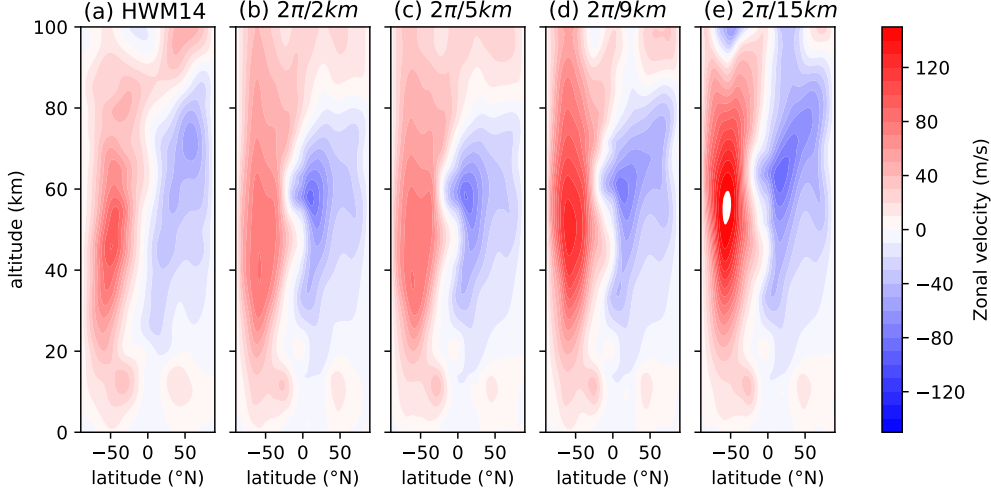 (a) HWM14 (b) 2π/2km (c) 2π/5km (d) 2π/9km (e) 2π/15km
100
80
60
40
20
0
altitude (km)
−50 0 50 −50 0 50 −50 0 50 −50 0 50 −50 0 50
latitude (°N) latitude (°N) latitude (°N) latitude (°N) latitude (°N)
120
80
40
0
−40
−80
−120
Zonal velocity (m/s)